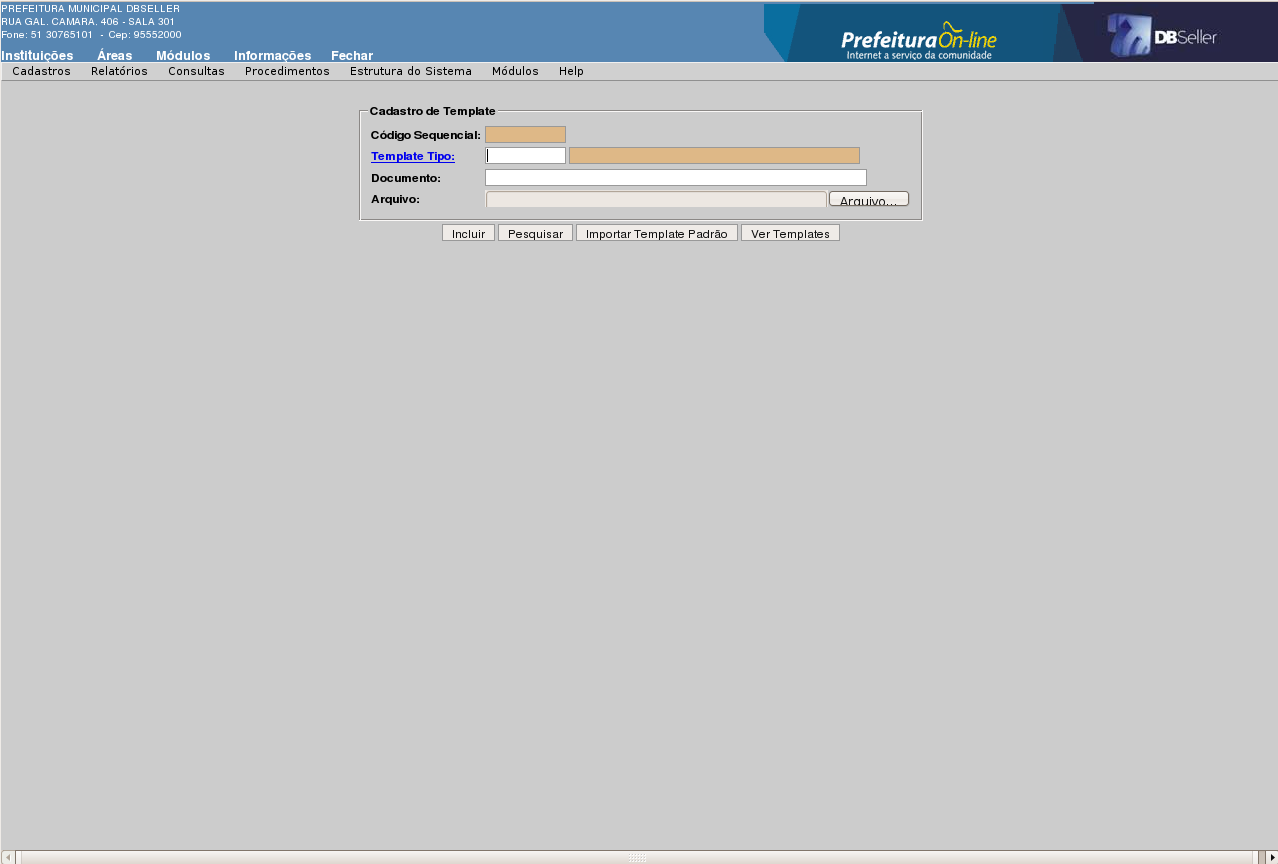 PREFEITURA MUNICIPAL DBSELLER
RUA GAL. CAMARA. 406 - SALA 301
Fone: 51 30765101 - Cep: 95552000
Prefeitura On-line
Internet a serviço da comunidade
DBSeller
Instituições Áreas Módulos Informações Fechar
Cadastros Relatórios Consultas Procedimentos Estrutura do Sistema Módulos Help
Cadastro de Template
Código Sequencial:
Template Tipo:
Documento:
Arquivo: Arquivo...
Incluir Pesquisar Importar Template Padrão Ver Templates